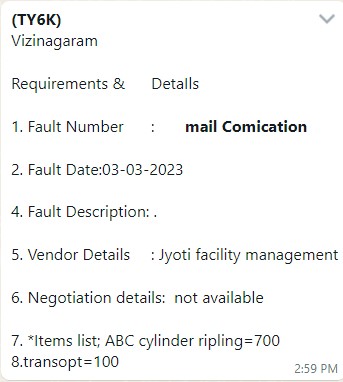 (TY6K)
Vizinagaram
Requirements & Detalls
1. Fault Number : mail Comication
2. Fault Date:03-03-2023
4. Fault Description: .
5. Vendor Details : Jyoti facility management
6. Negotiation details: not available
7. *Items list; ABC cylinder ripling=700
8.transopt=100
2:59 PM